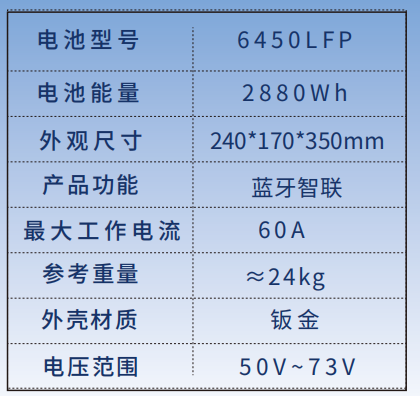 电池型号 6450LFP
电池能量 2880Wh
外观尺寸 240*170*350mm
产品功能 蓝牙智联
最大工作电流 60A
参考重量 ≈24kg
外壳材质 钣金
电压范围 50V~73V